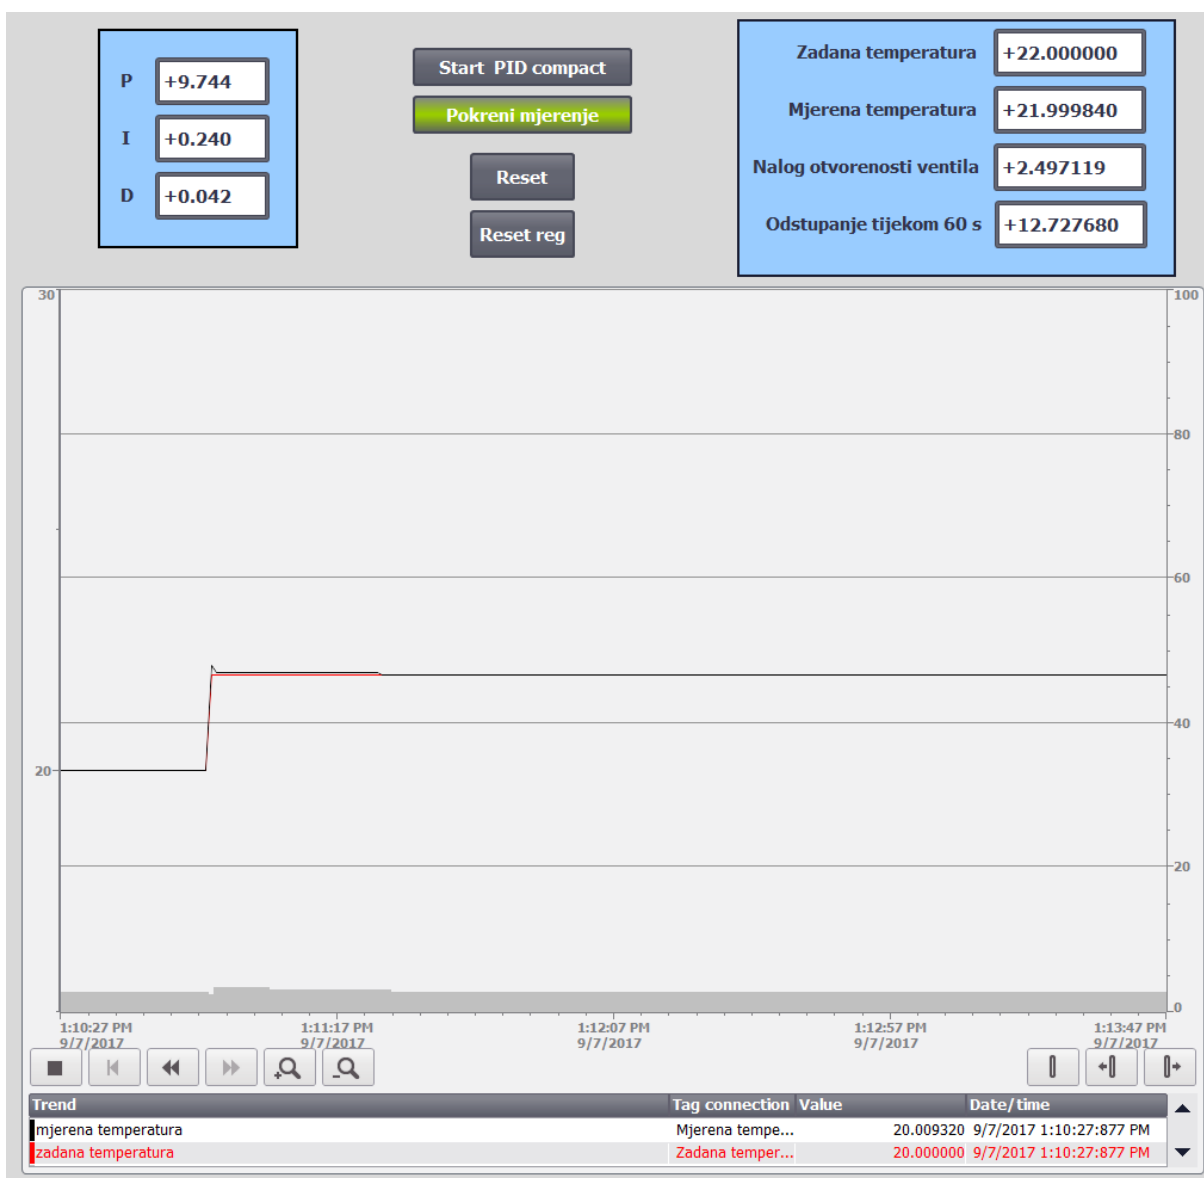 P +9.744
I +0.240
D +0.042
Start PID compact
Pokreni mjerenje
Reset
Reset reg
Zadana temperatura +22.000000
Mjerena temperatura +21.999840
Nalog otvorenosti ventila +2.497119
Odstupanje tijekom 60 s +12.727680
30
20
100
80
60
40
20
0
1:10:27 PM 1:11:17 PM 1:12:07 PM 1:12:57 PM 1:13:47 PM
9/7/2017 9/7/2017 9/7/2017 9/7/2017 9/7/2017
Trend Tag connection Value Date/time
mjerena temperatura Mjerena tempe... 20.009320 9/7/2017 1:10:27:877 PM
zadana temperatura Zadana temper... 20.000000 9/7/2017 1:10:27:877 PM